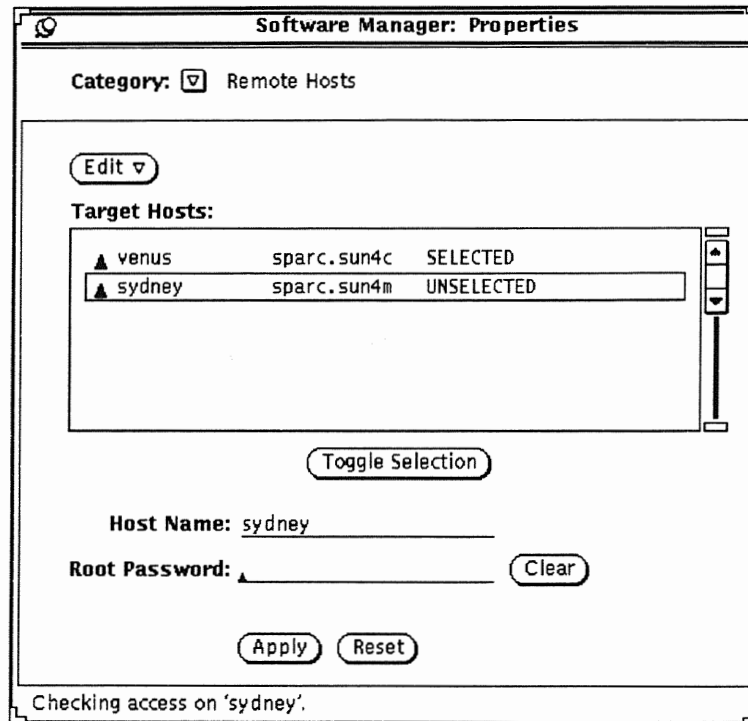 Software Manager: Properties
Category: Remote Hosts
Edit
Target Hosts:
venus sparc.sun4c SELECTED
sydney sparc.sun4m UNSELECTED
Toggle Selection
Host Name: sydney
Root Password: Clear
Apply Reset
Checking access on 'sydney'.